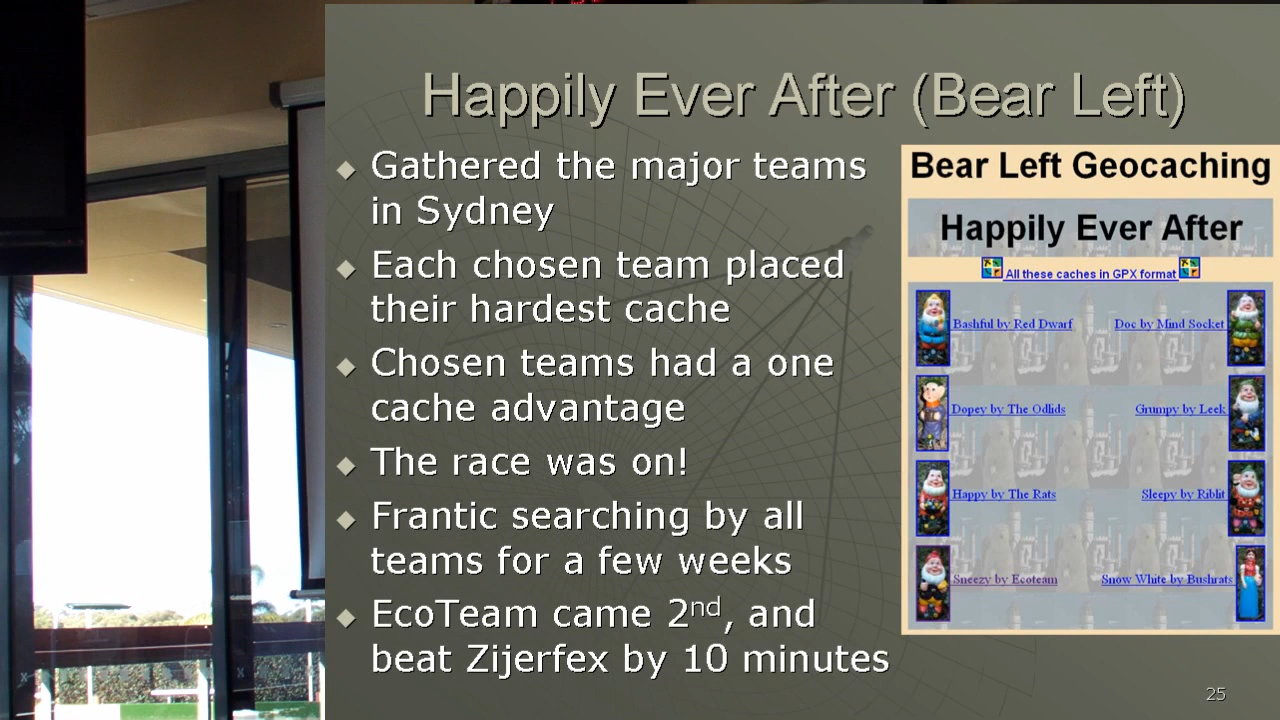 Happily Ever After (Bear Left)
Gathered the major teams
in Sydney
Each chosen team placed
their hardest cache
Chosen teams had a one
cache advantage
The race was on!
Frantic searching by all
teams for a few weeks
EcoTeam came 2nd, and
beat Zijerfex by 10 minutes
Bear Left Geocaching
Happily Ever After
All these caches in GPX format
Bashful by Red Dwarf
Doc by Mind Socket
Dopey by The Odlids
Grumpy by Leek
Happy by The Rats
Sleepy by Riblit
Sneezy by Ecoteam
Snow White by Bushrats
25